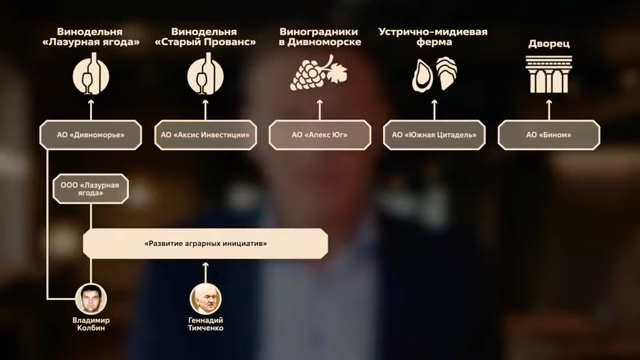 Винодельня
«Лазурная ягода»
Винодельня
«Старый Прованс»
Виноградники
в Дивноморске
Устрично-мидиевая
ферма
Дворец
АО «Дивноморье»
АО «Аксис Инвестиции»
АО «Апекс Юг»
АО «Южная Цитадель»
АО «Бином»
ООО «Лазурная
ягода»
«Развитие аграрных инициатив»
Владимир
Колбин
Геннадий
Тимченко